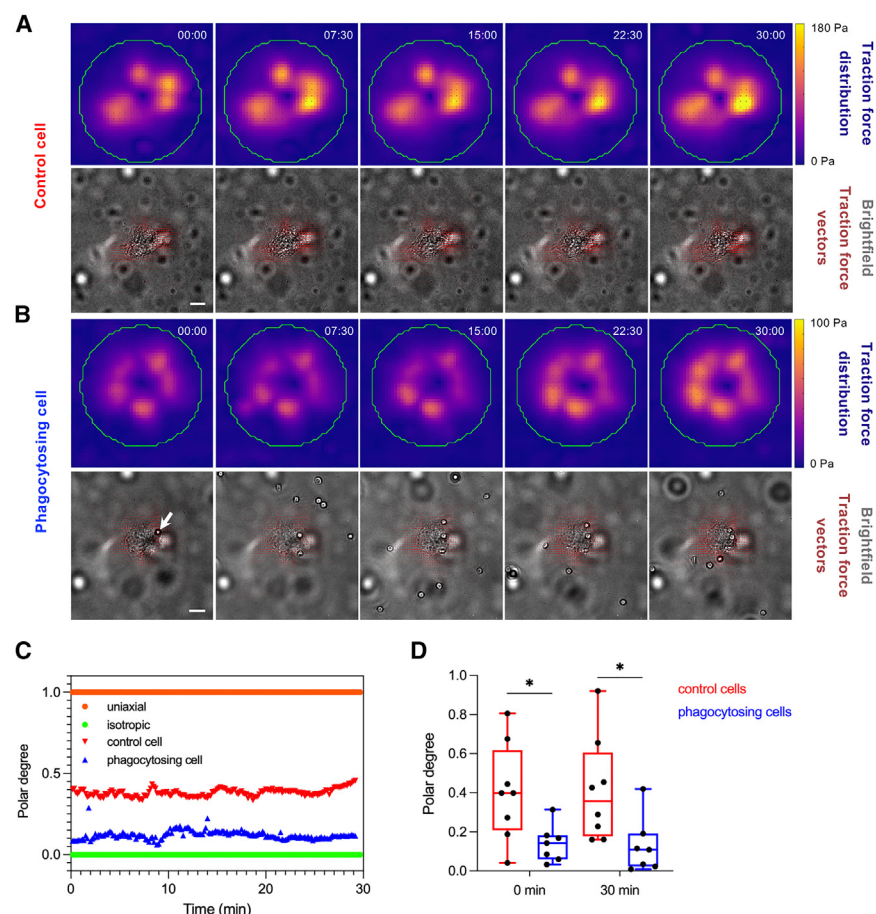 A
00:00
07:30
15:00
22:30
30:00
180 Pa
0 Pa
Traction force
distribution
Control cell
Traction force
vectors
Brightfield
B
00:00
07:30
15:00
22:30
30:00
100 Pa
0 Pa
Traction force
distribution
Phagocytosing cell
Traction force
vectors
Brightfield
C
Polar degree
1.0
0.5
0.0
uniaxial
isotropic
control cell
phagocytosing cell
0
10
20
30
Time (min)
D
Polar degree
1.0
0.8
0.6
0.4
0.2
0.0
*
*
control cells
phagocytosing cells
0 min
30 min